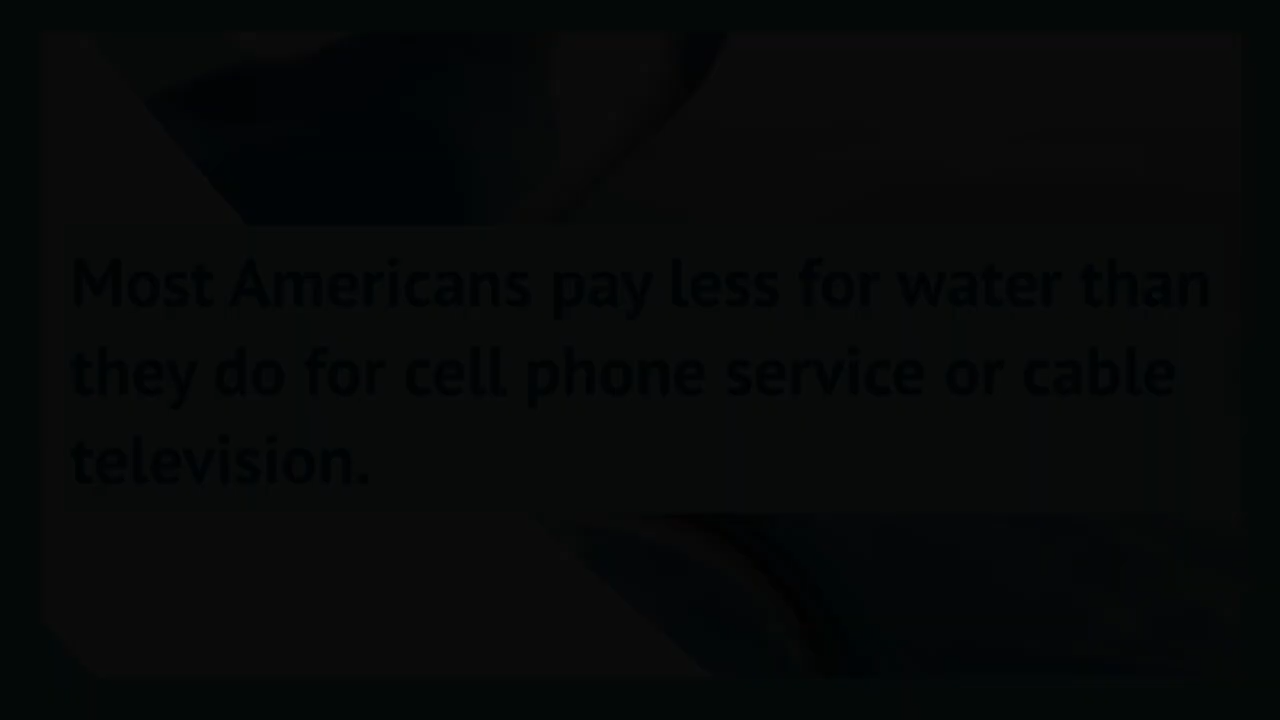 Most Americans pay less for water than
they do for cell phone service or cable
television.